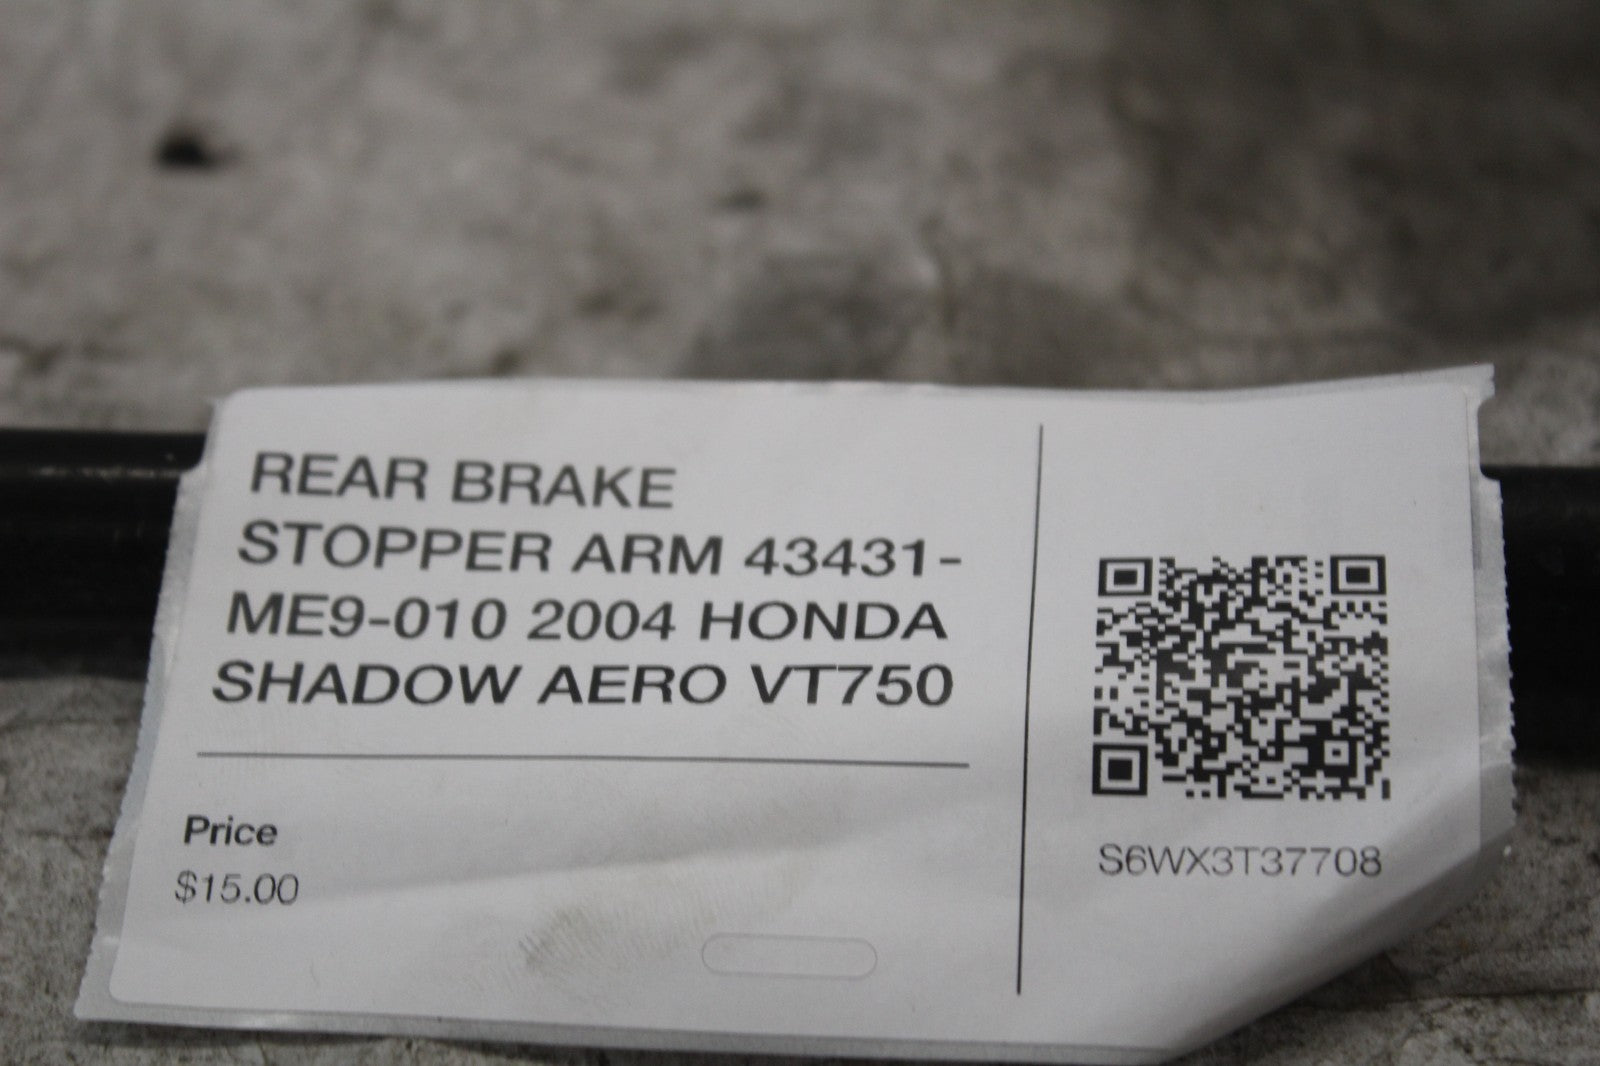 REAR BRAKE
STOPPER ARM 43431-
ME9-010 2004 HONDA
SHADOW AERO VT750
Price
$15.00
S6WX3T37708